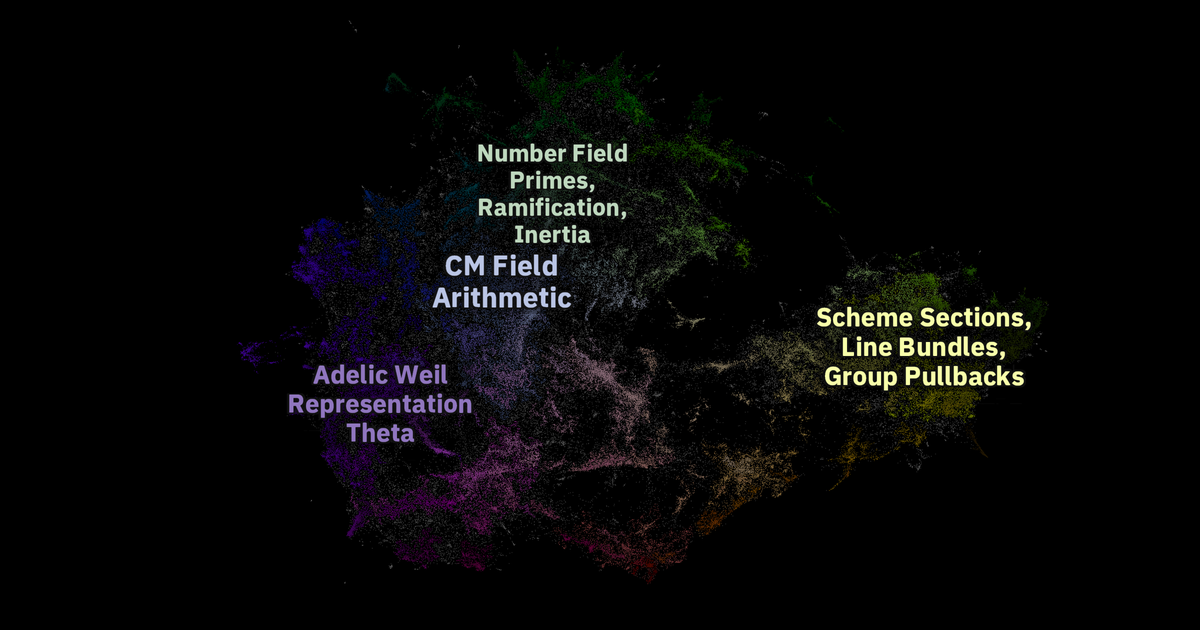 Number Field
Primes,
Ramification,
Inertia
CM Field
Arithmetic
Scheme Sections,
Line Bundles,
Group Pullbacks
Adelic Weil
Representation
Theta